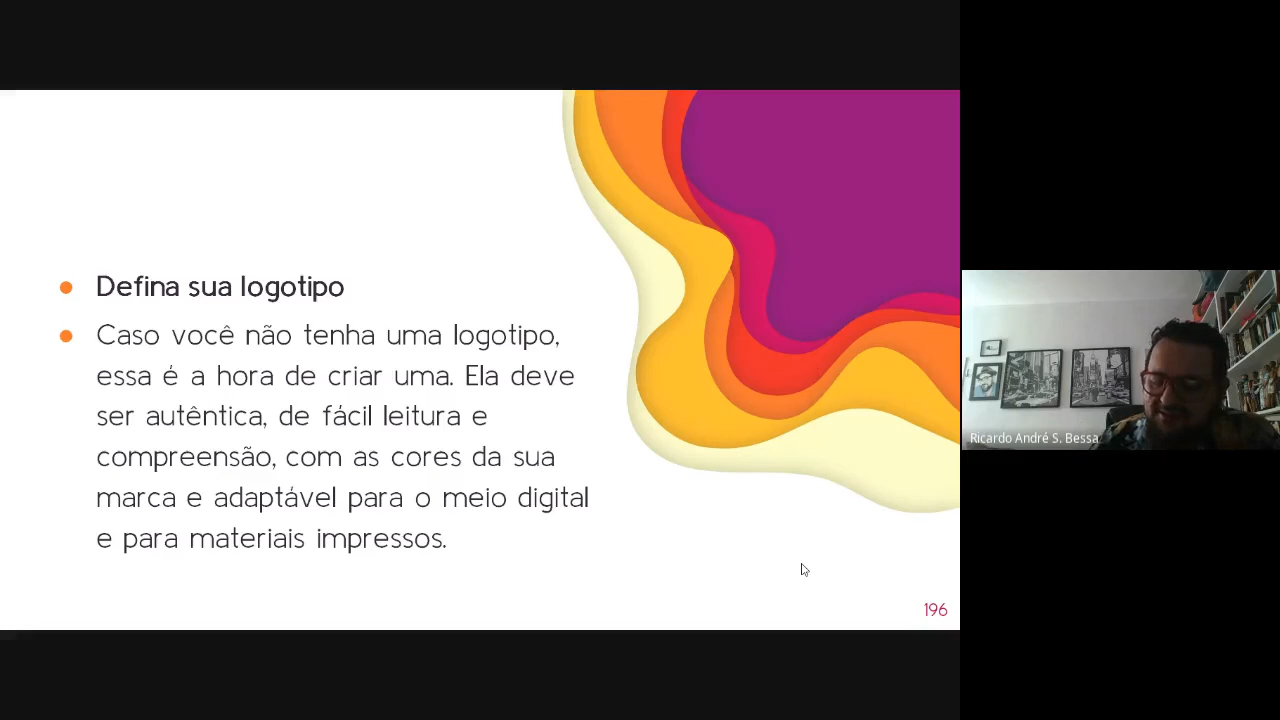 Defina sua logotipo
Caso você não tenha uma logotipo,
essa é a hora de criar uma. Ela deve
ser autêntica, de fácil leitura e
compreensão, com as cores da sua
marca e adaptável para o meio digital
e para materiais impressos.
196
Ricardo André S. Bessa